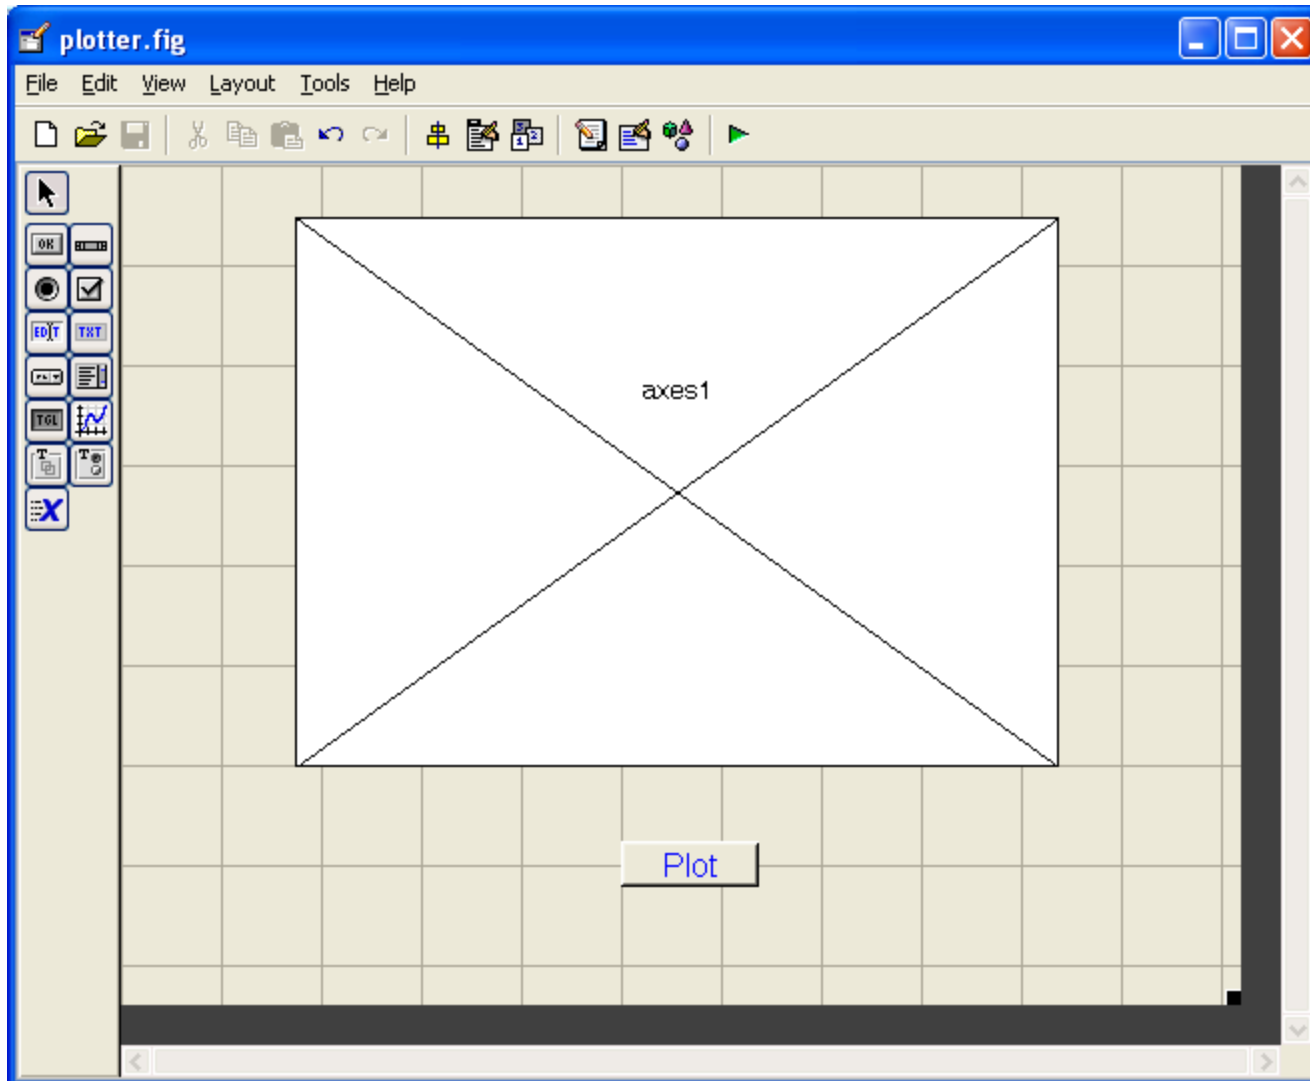 plotter.fig
File Edit View Layout Tools Help
OK
EDIT TXT
TGL
T T
X
axes1
Plot